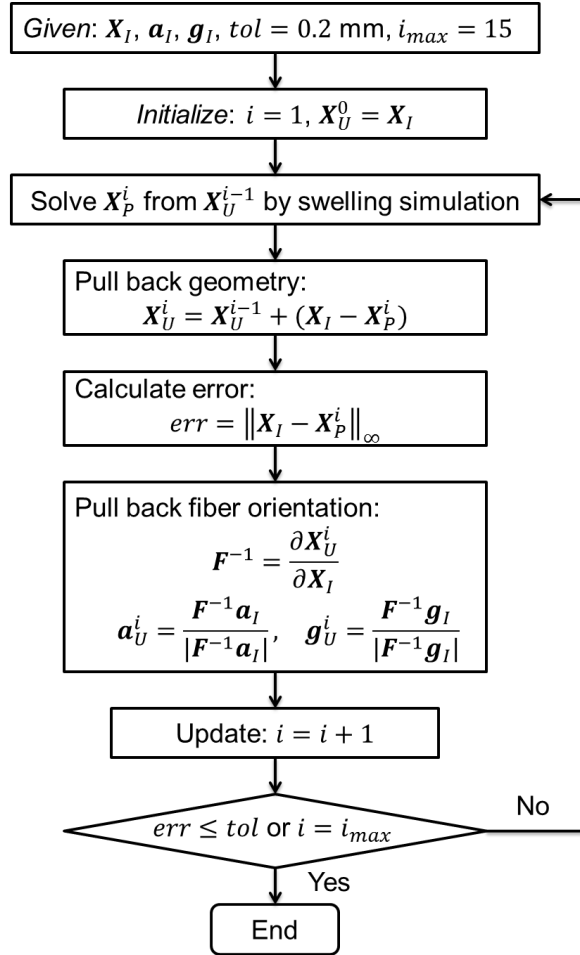 Given: X_I, a_I, g_I, tol = 0.2 mm, i_max = 15
Initialize: i = 1, X_U^0 = X_I
Solve X_P^i from X_U^{i−1} by swelling simulation
Pull back geometry:
X_U^i = X_U^{i−1} + (X_I − X_P^i)
Calculate error:
err = ‖X_I − X_P^i‖_∞
Pull back fiber orientation:
F^{−1} = ∂X_U^i / ∂X_I
a_U^i = F^{−1}a_I / |F^{−1}a_I|, g_U^i = F^{−1}g_I / |F^{−1}g_I|
Update: i = i + 1
err ≤ tol or i = i_max
No
Yes
End